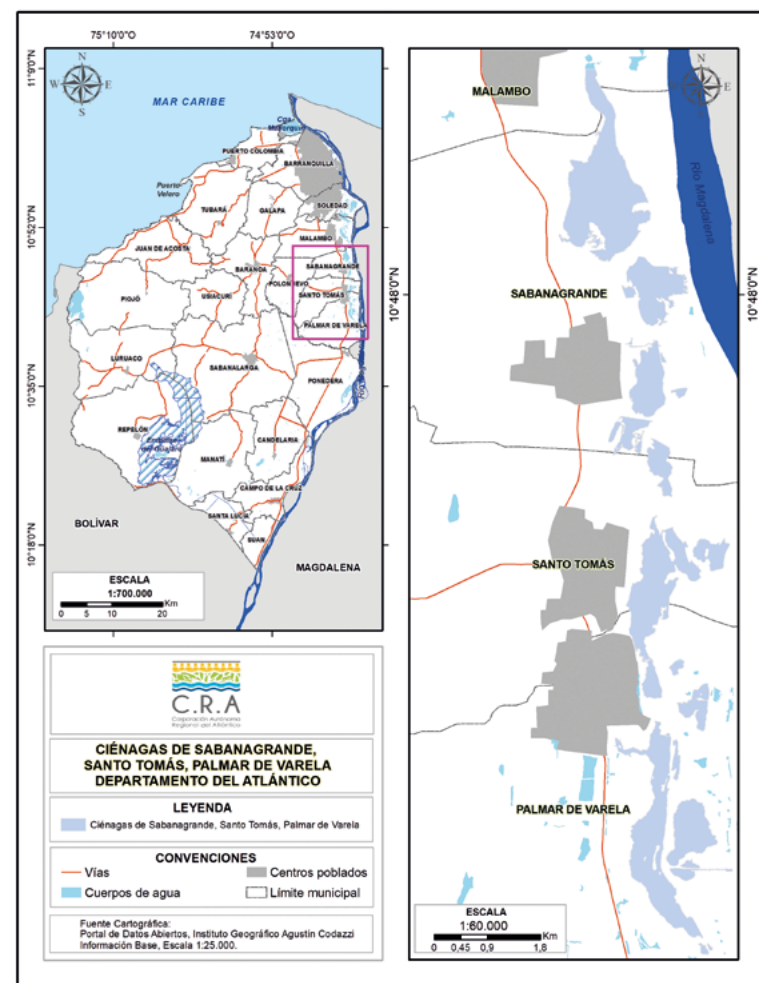 75°10'0"W 74°53'0"W
11°9'0"N
10°52'0"N
10°35'0"N
10°18'0"N
N
W E
S
MAR CARIBE
Cga.
Mallorquín
PUERTO COLOMBIA
BARRANQUILLA
Puerto
Velero
TUBARÁ
GALAPA
SOLEDAD
MALAMBO
JUAN DE ACOSTA
BARANOA
SABANAGRANDE
POLONUEVO
PIOJÓ
USIACURI
SANTO TOMÁS
PALMAR DE VARELA
LURUACO
SABANALARGA
PONEDERA
REPELÓN
CANDELARIA
MANATÍ
CAMPO DE LA CRUZ
SANTA LUCÍA
SUAN
BOLÍVAR
MAGDALENA
ESCALA
1:700.000
0 5 10 20 Km
C.R.A
Corporación Autónoma
Regional del Atlántico
CIÉNAGAS DE SABANAGRANDE,
SANTO TOMÁS, PALMAR DE VARELA
DEPARTAMENTO DEL ATLÁNTICO
LEYENDA
Ciénagas de Sabanagrande, Santo Tomás, Palmar de Varela
CONVENCIONES
Vías
Centros poblados
Cuerpos de agua
Límite municipal
Fuente Cartográfica:
Portal de Datos Abiertos, Instituto Geográfico Agustín Codazzi
Información Base, Escala 1:25.000.
10°48'0"N
10°48'0"N
N
W E
S
MALAMBO
Río Magdalena
SABANAGRANDE
SANTO TOMÁS
PALMAR DE VARELA
ESCALA
1:60.000
0 0,45 0,9 1,8 Km